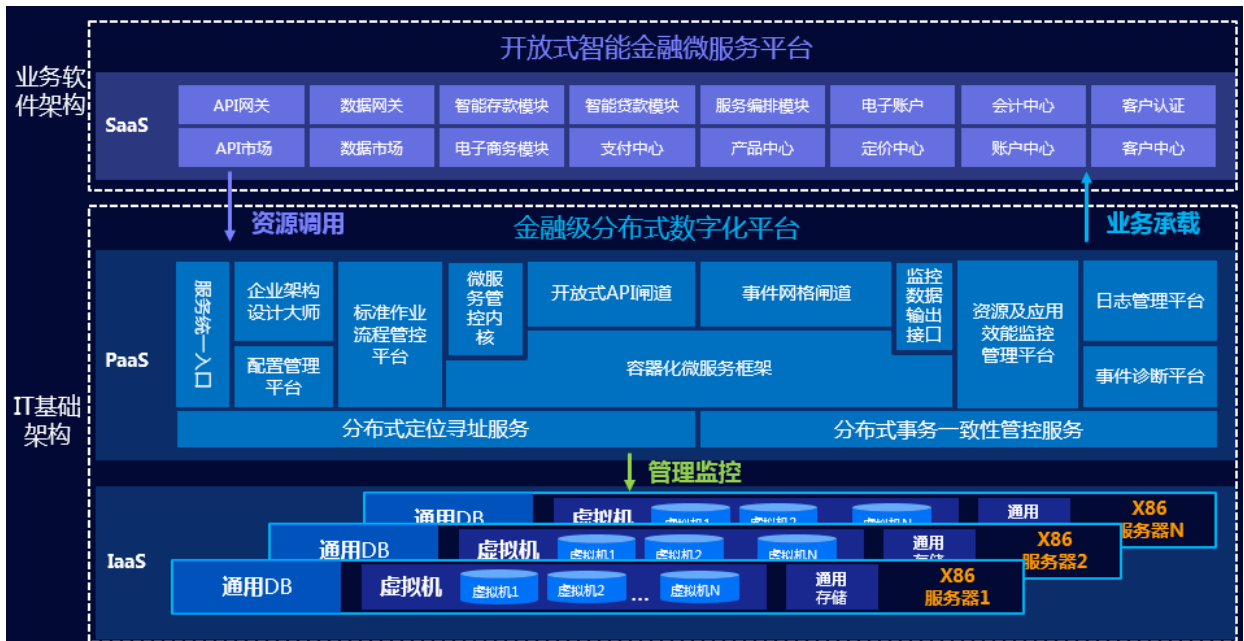 开放式智能金融微服务平台
业务软
件架构
SaaS
API网关
数据网关
智能存款模块
智能贷款模块
服务编排模块
电子账户
会计中心
客户认证
API市场
数据市场
电子商务模块
支付中心
产品中心
定价中心
账户中心
客户中心
资源调用
金融级分布式数字化平台
业务承载
IT基础
架构
PaaS
服务统一入口
企业架构
设计大师
配置管理
平台
标准作业
流程管控
平台
微服
务管
控内
核
开放式API闸道
事件网格闸道
监控
数据
输出
接口
容器化微服务框架
资源及应用
效能监控
管理平台
日志管理平台
事件诊断平台
分布式定位寻址服务
分布式事务一致性管控服务
管理监控
IaaS
通用DB
虚拟机
虚拟机1
虚拟机2
虚拟机N
通用
X86
服务器N
通用DB
虚拟机
虚拟机1
虚拟机2
虚拟机N
通用
存储
X86
服务器2
通用DB
虚拟机
虚拟机1
虚拟机2
...
虚拟机N
通用
存储
X86
服务器1